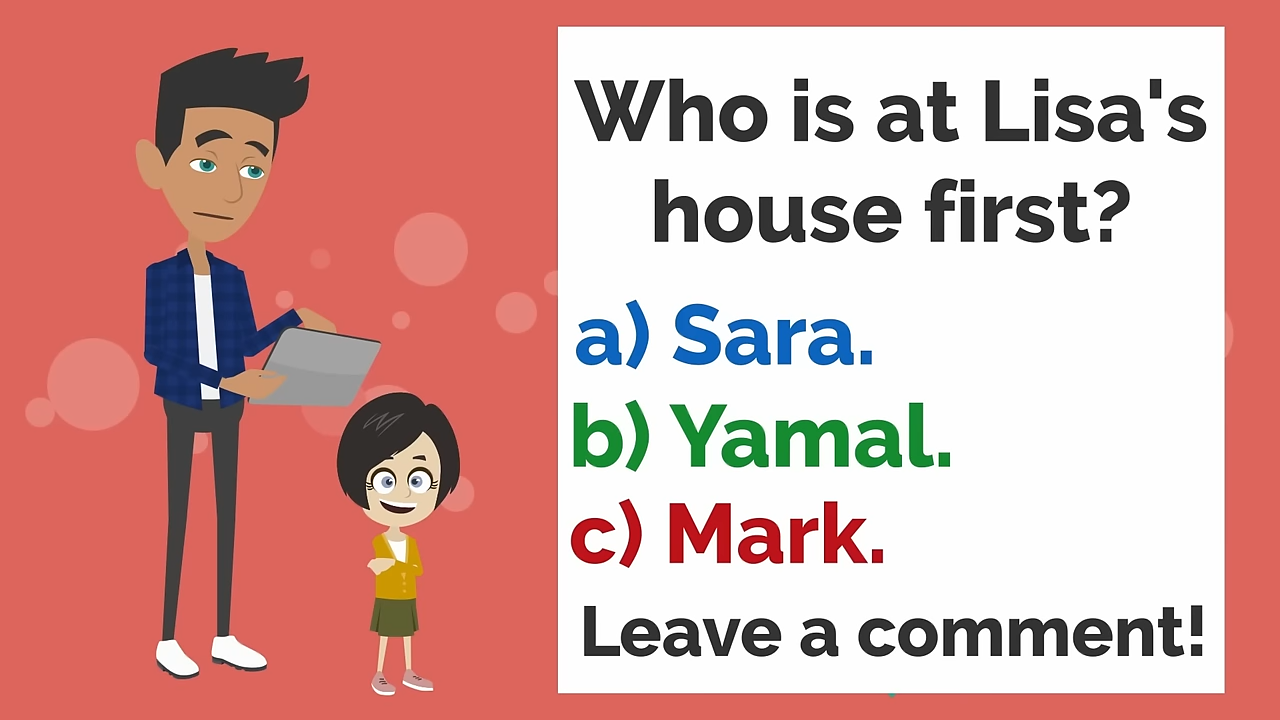 Who is at Lisa's
house first?
a) Sara.
b) Yamal.
c) Mark.
Leave a comment!